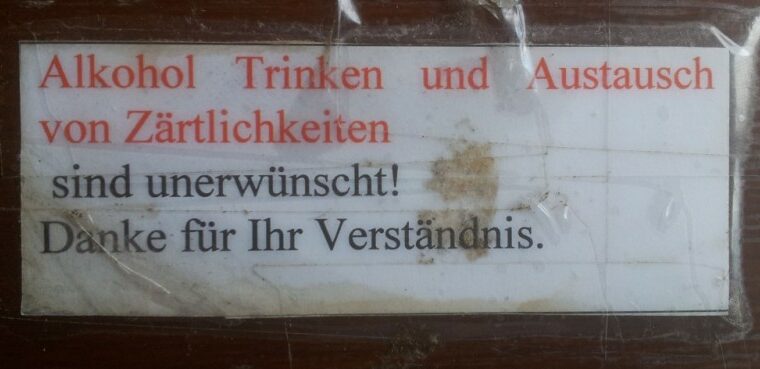 Alkohol Trinken und Austausch
von Zärtlichkeiten
sind unerwünscht!
Danke für Ihr Verständnis.